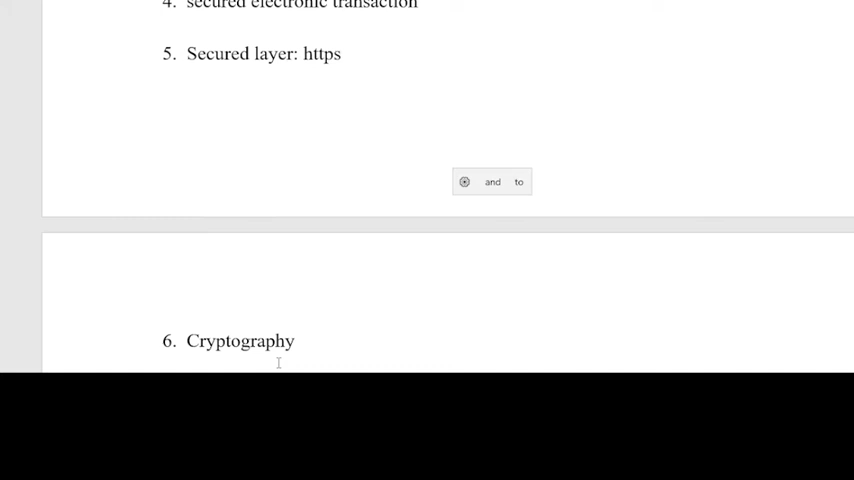 4. secured electronic transaction
5. Secured layer: https
and to
6. Cryptography